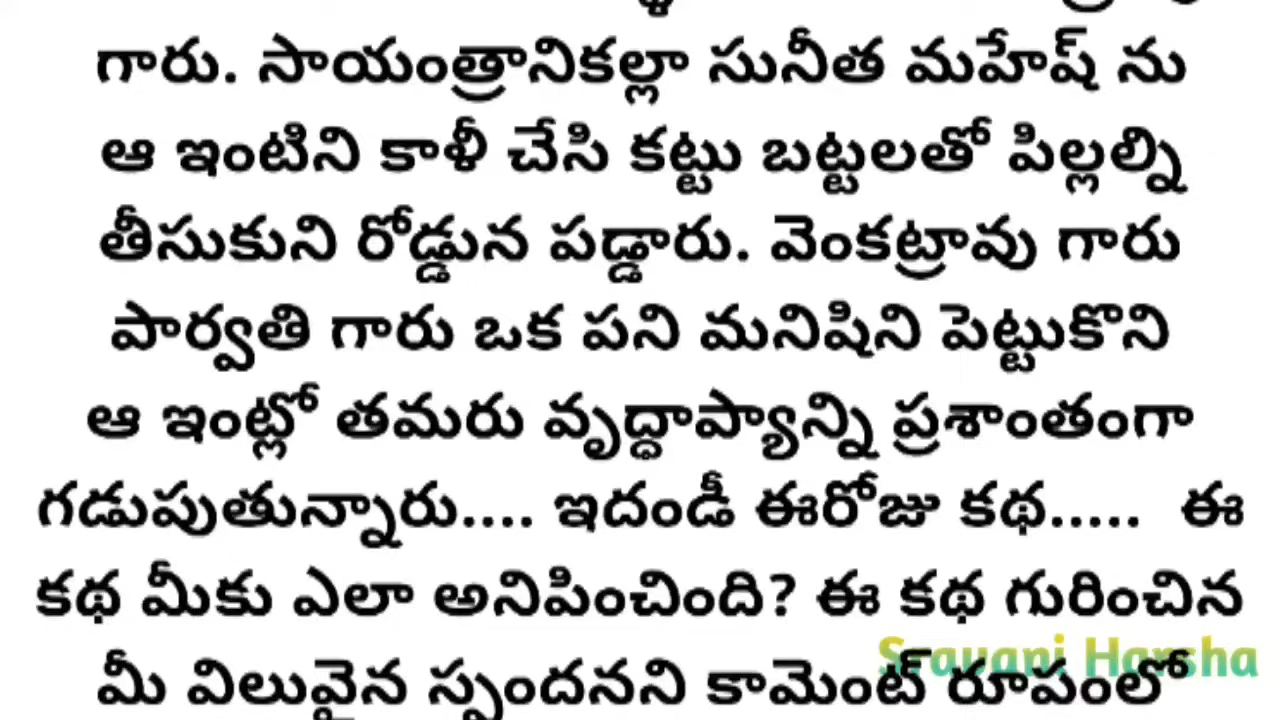 గారు. సాయంత్రానికల్లా సునీత మహేష్ ను
ఆ ఇంటిని కాళీ చేసి కట్టు బట్టలతో పిల్లల్ని
తీసుకుని రోడ్డున పడ్డారు. వెంకట్రావు గారు
పార్వతి గారు ఒక పని మనిషిని పెట్టుకొని
ఆ ఇంట్లో తమరు వృద్ధాప్యాన్ని ప్రశాంతంగా
గడుపుతున్నారు.... ఇదండీ ఈరోజు కథ..... ఈ
కథ మీకు ఎలా అనిపించింది? ఈ కథ గురించిన
మీ విలువైన స్పందనని కామెంట్ రూపంలో
Sravani Harsha